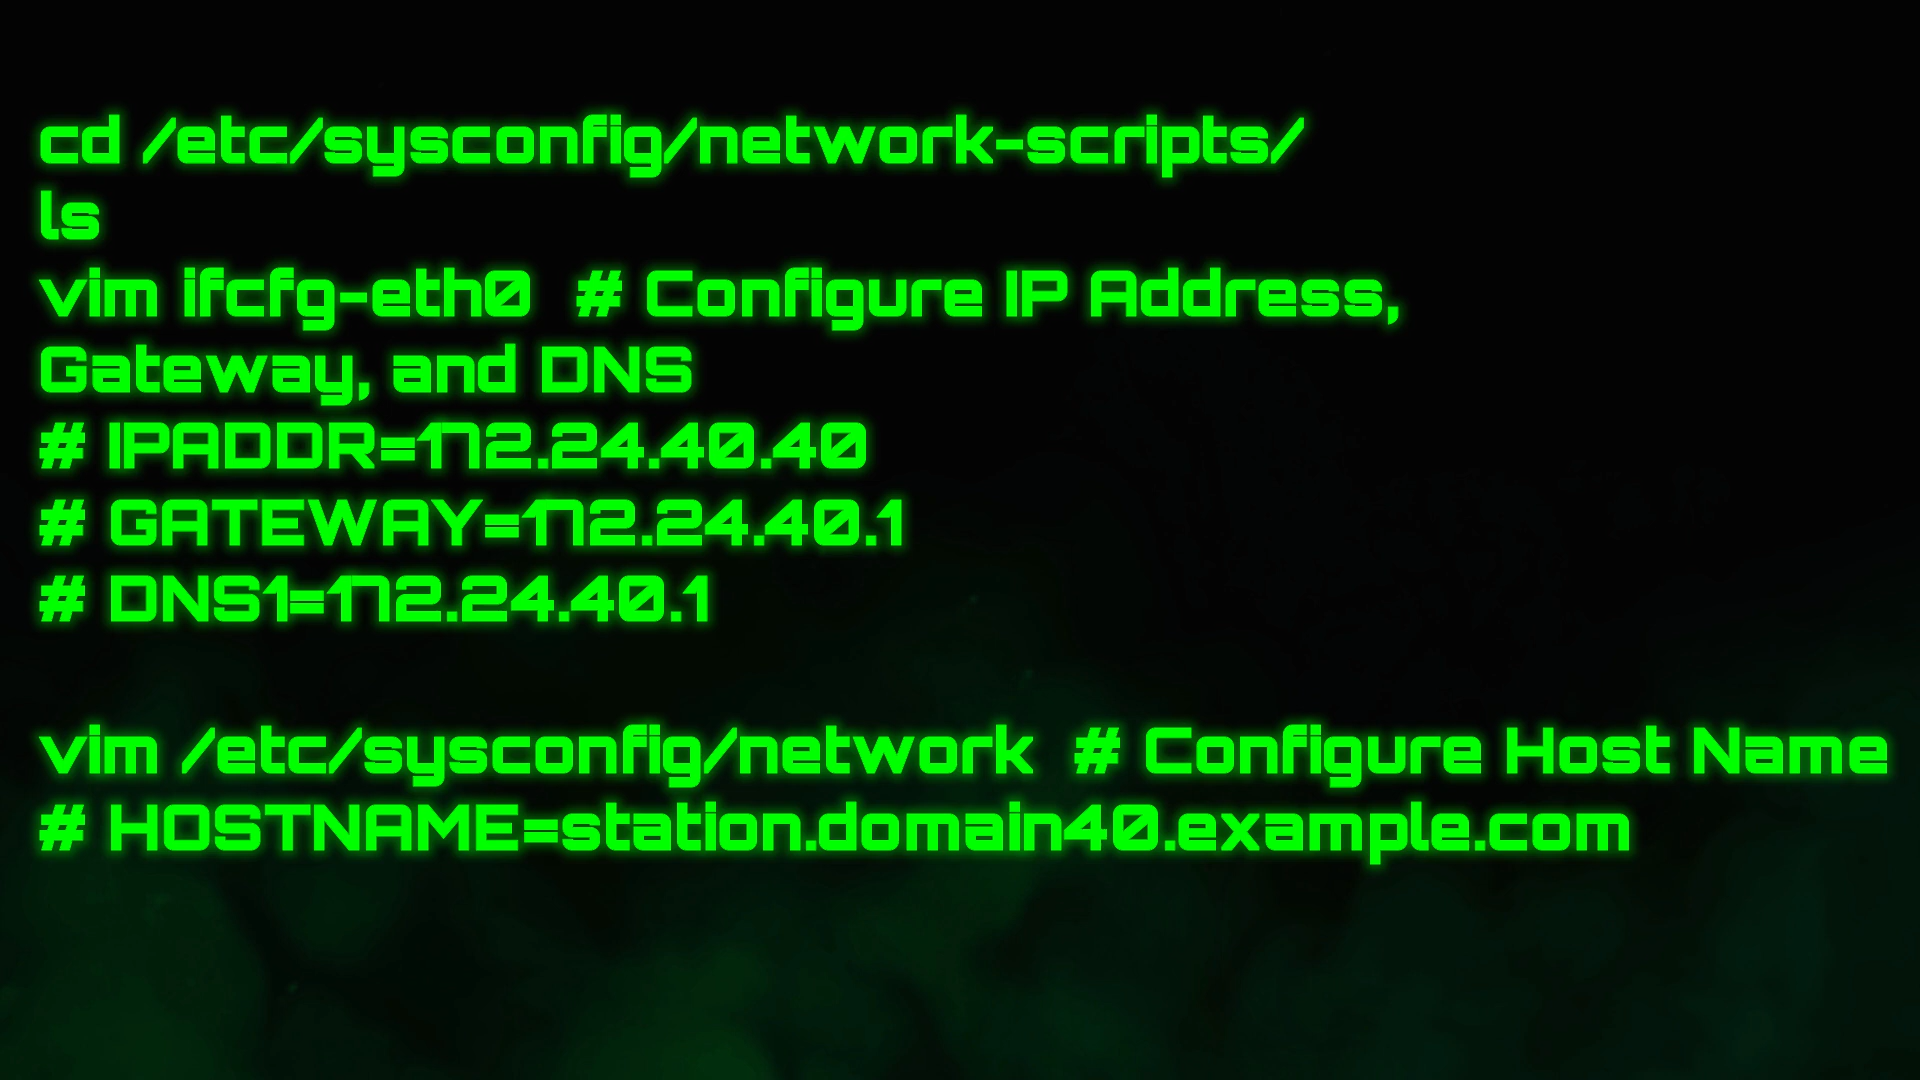 cd /etc/sysconfig/network-scripts/
ls
vim ifcfg-eth0  # Configure IP Address,
Gateway, and DNS
# IPADDR=172.24.40.40
# GATEWAY=172.24.40.1
# DNS1=172.24.40.1

vim /etc/sysconfig/network  # Configure Host Name
# HOSTNAME=station.domain40.example.com